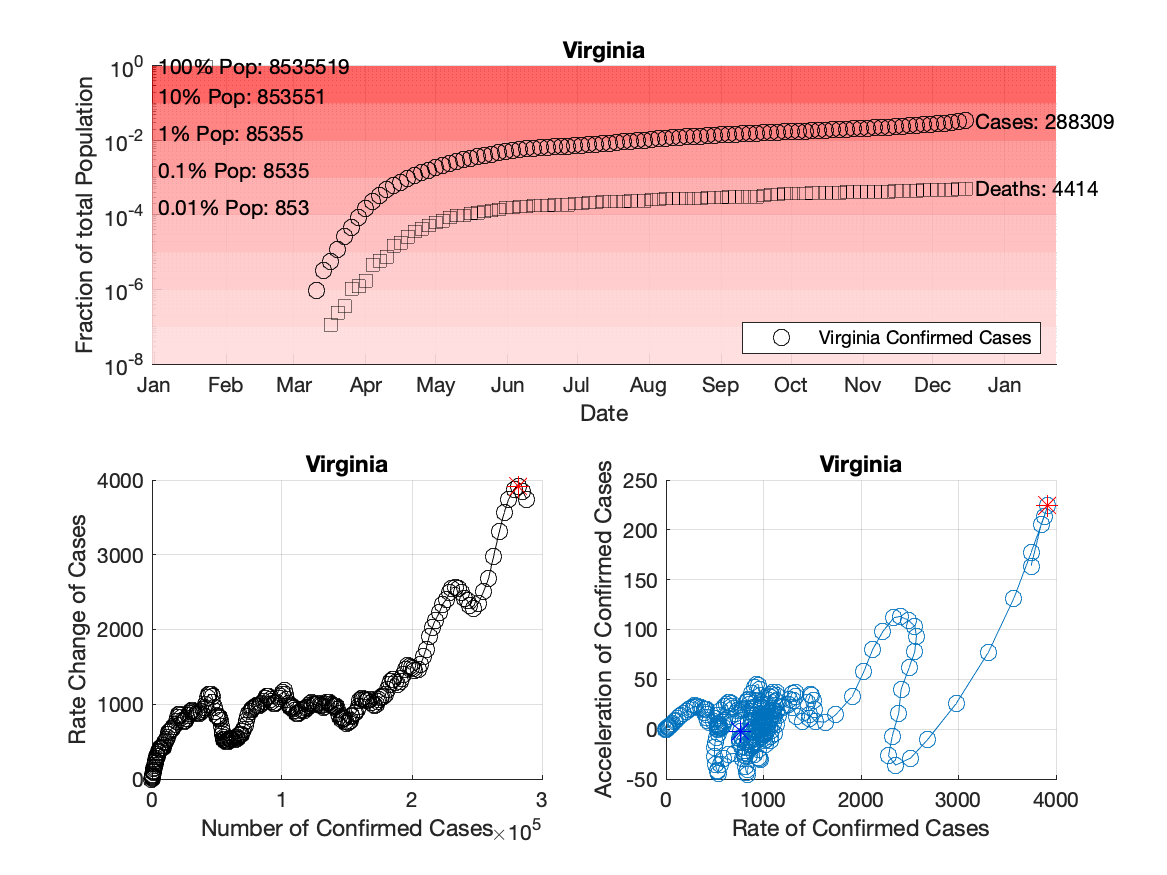 Virginia
Fraction of total Population
10^0
10^-2
10^-4
10^-6
10^-8
100% Pop: 8535519
10% Pop: 853551
1% Pop: 85355
0.1% Pop: 8535
0.01% Pop: 853
Cases: 288309
Deaths: 4414
Virginia Confirmed Cases
Jan Feb Mar Apr May Jun Jul Aug Sep Oct Nov Dec Jan
Date
Virginia
Rate Change of Cases
4000
3000
2000
1000
0
0 1 2 3
Number of Confirmed Cases ×10^5
Virginia
Acceleration of Confirmed Cases
250
200
150
100
50
0
-50
0 1000 2000 3000 4000
Rate of Confirmed Cases